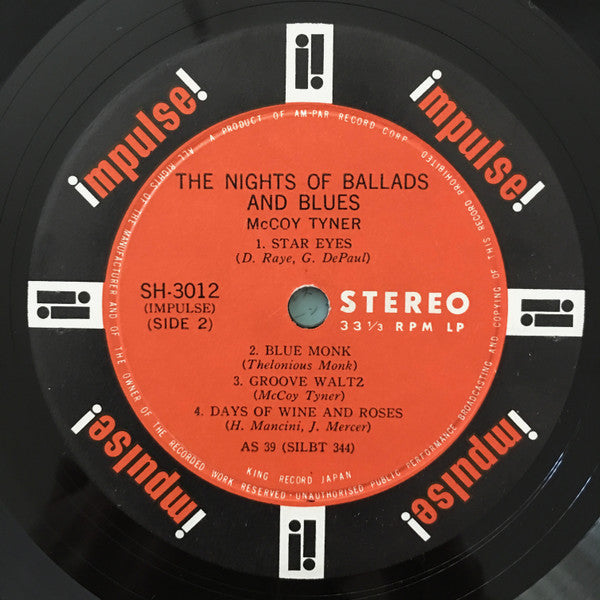 impulse!
impulse!
impulse!
impulse!
i!
i!
i!
i!
A PRODUCT OF AM-PAR RECORD CORP.
ALL RIGHTS OF THE MANUFACTURER AND OF THE OWNER OF THE RECORDED WORK RESERVED · UNAUTHORISED PUBLIC PERFORMANCE BROADCASTING AND COPYING OF THIS RECORD PROHIBITED
THE NIGHTS OF BALLADS
AND BLUES
McCOY TYNER
1. STAR EYES
(D. Raye, G. DePaul)
SH-3012
(IMPULSE)
(SIDE 2)
STEREO
33 1/3 RPM LP
2. BLUE MONK
(Thelonious Monk)
3. GROOVE WALTZ
(McCoy Tyner)
4. DAYS OF WINE AND ROSES
(H. Mancini, J. Mercer)
AS 39 (SILBT 344)
KING RECORD JAPAN